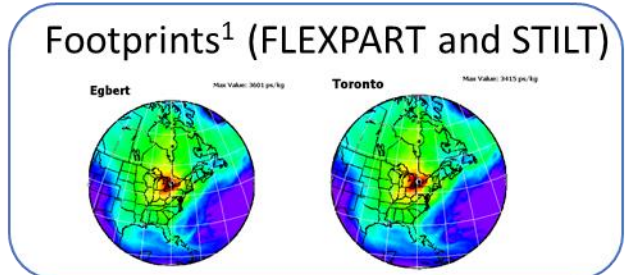 Footprints¹ (FLEXPART and STILT)
Egbert
Max Value: 3601 ps/kg
Toronto
Max Value: 3415 ps/kg